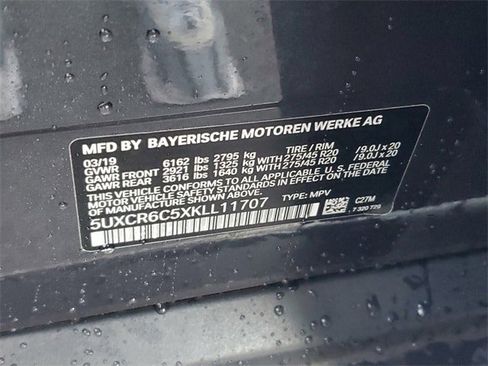 MFD BY BAYERISCHE MOTOREN WERKE AG
03/19 TIRE / RIM
GVWR 6162 lbs 2795 kg
GAWR FRONT 2921 lbs 1325 kg WITH 275/45 R20 /9.0J x 20
GAWR REAR 3616 lbs 1640 kg WITH 275/45 R20 /9.0J x 20
THIS VEHICLE CONFORMS TO ALL APPLICABLE U.S. FEDERAL
MOTOR VEHICLE SAFETY STANDARDS IN EFFECT ON THE
DATE OF MANUFACTURE SHOWN ABOVE.
5UXCR6C5XKLL11707 TYPE: MPV C27M
7 320 725